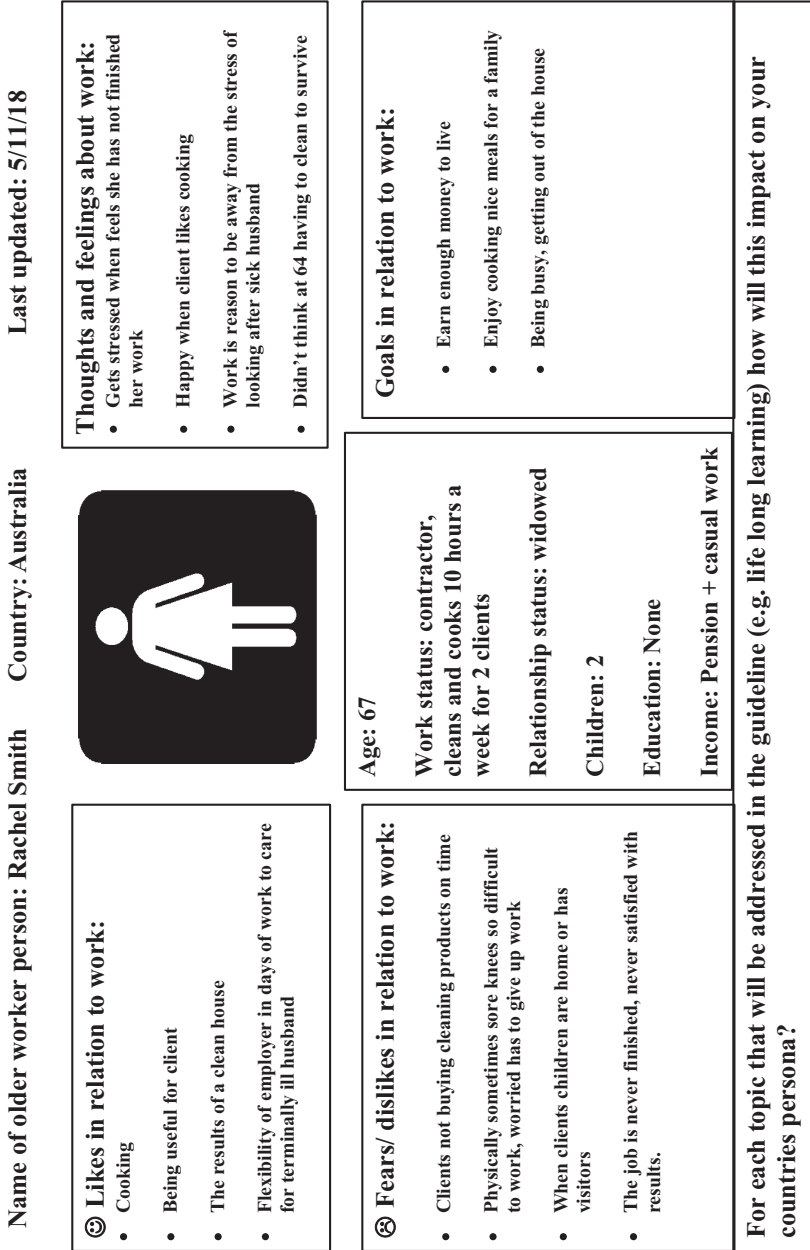 Name of older worker person: Rachel Smith Country: Australia Last updated: 5/11/18
☺ Likes in relation to work:
• Cooking
• Being useful for client
• The results of a clean house
• Flexibility of employer in days of work to care
for terminally ill husband
Thoughts and feelings about work:
• Gets stressed when feels she has not finished
her work
• Happy when client likes cooking
• Work is reason to be away from the stress of
looking after sick husband
• Didn't think at 64 having to clean to survive
☹ Fears/ dislikes in relation to work:
• Clients not buying cleaning products on time
• Physically sometimes sore knees so difficult
to work, worried has to give up work
• When clients children are home or has
visitors
• The job is never finished, never satisfied with
results.
Age: 67
Work status: contractor,
cleans and cooks 10 hours a
week for 2 clients
Relationship status: widowed
Children: 2
Education: None
Income: Pension + casual work
Goals in relation to work:
• Earn enough money to live
• Enjoy cooking nice meals for a family
• Being busy, getting out of the house
For each topic that will be addressed in the guideline (e.g. life long learning) how will this impact on your
countries persona?